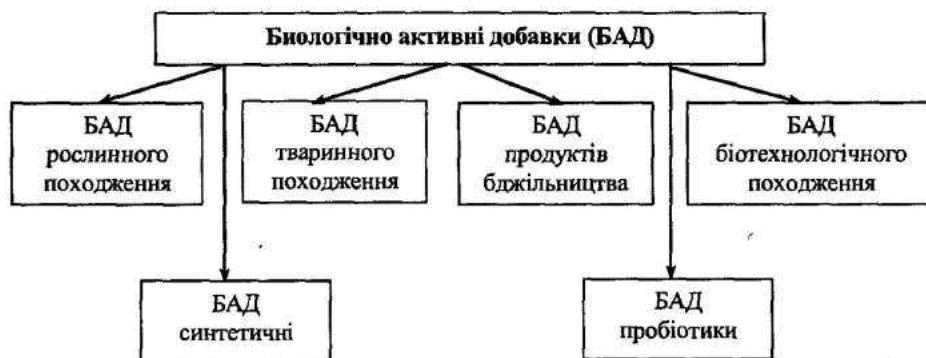 Биологічно активні добавки (БАД)
БАД
рослинного
походження
БАД
тваринного
походження
БАД
продуктів
бджільництва
БАД
біотехнологічного
походження
БАД
синтетичні
БАД
пробіотики